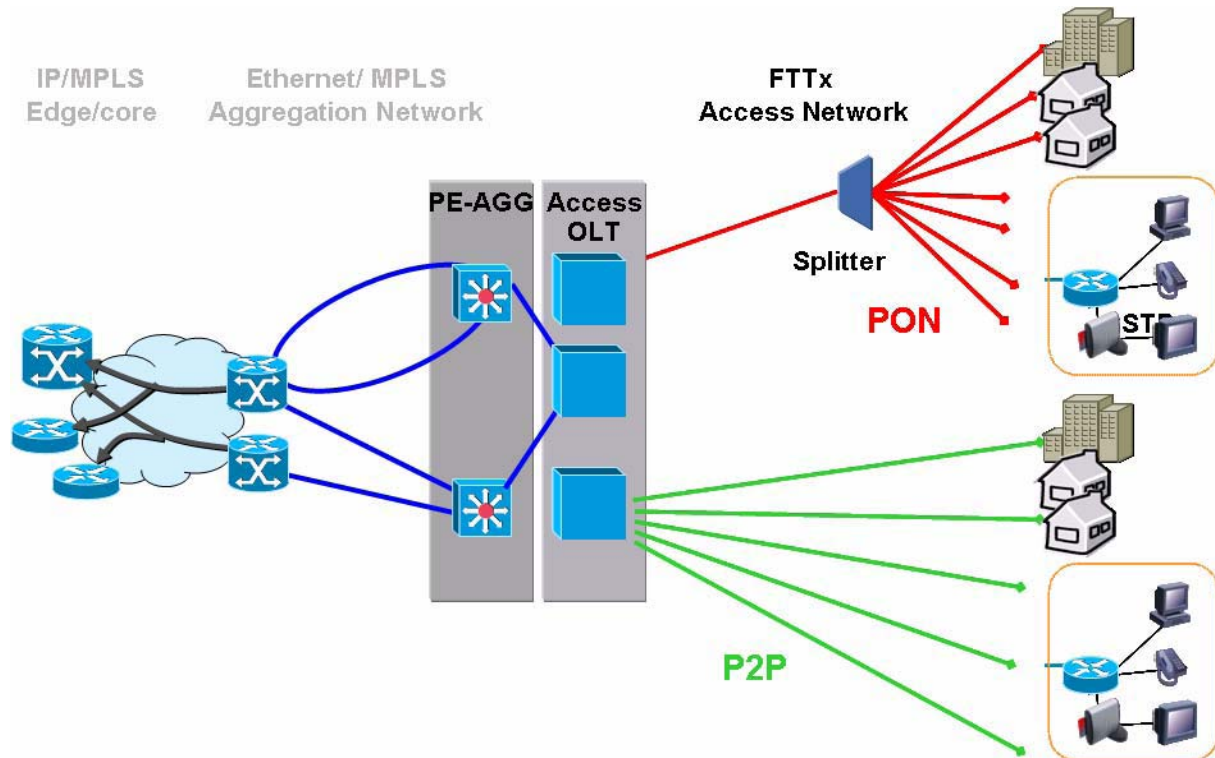 IP/MPLS
Edge/core
Ethernet/ MPLS
Aggregation Network
FTTx
Access Network
PE-AGG
Access
OLT
Splitter
PON
P2P